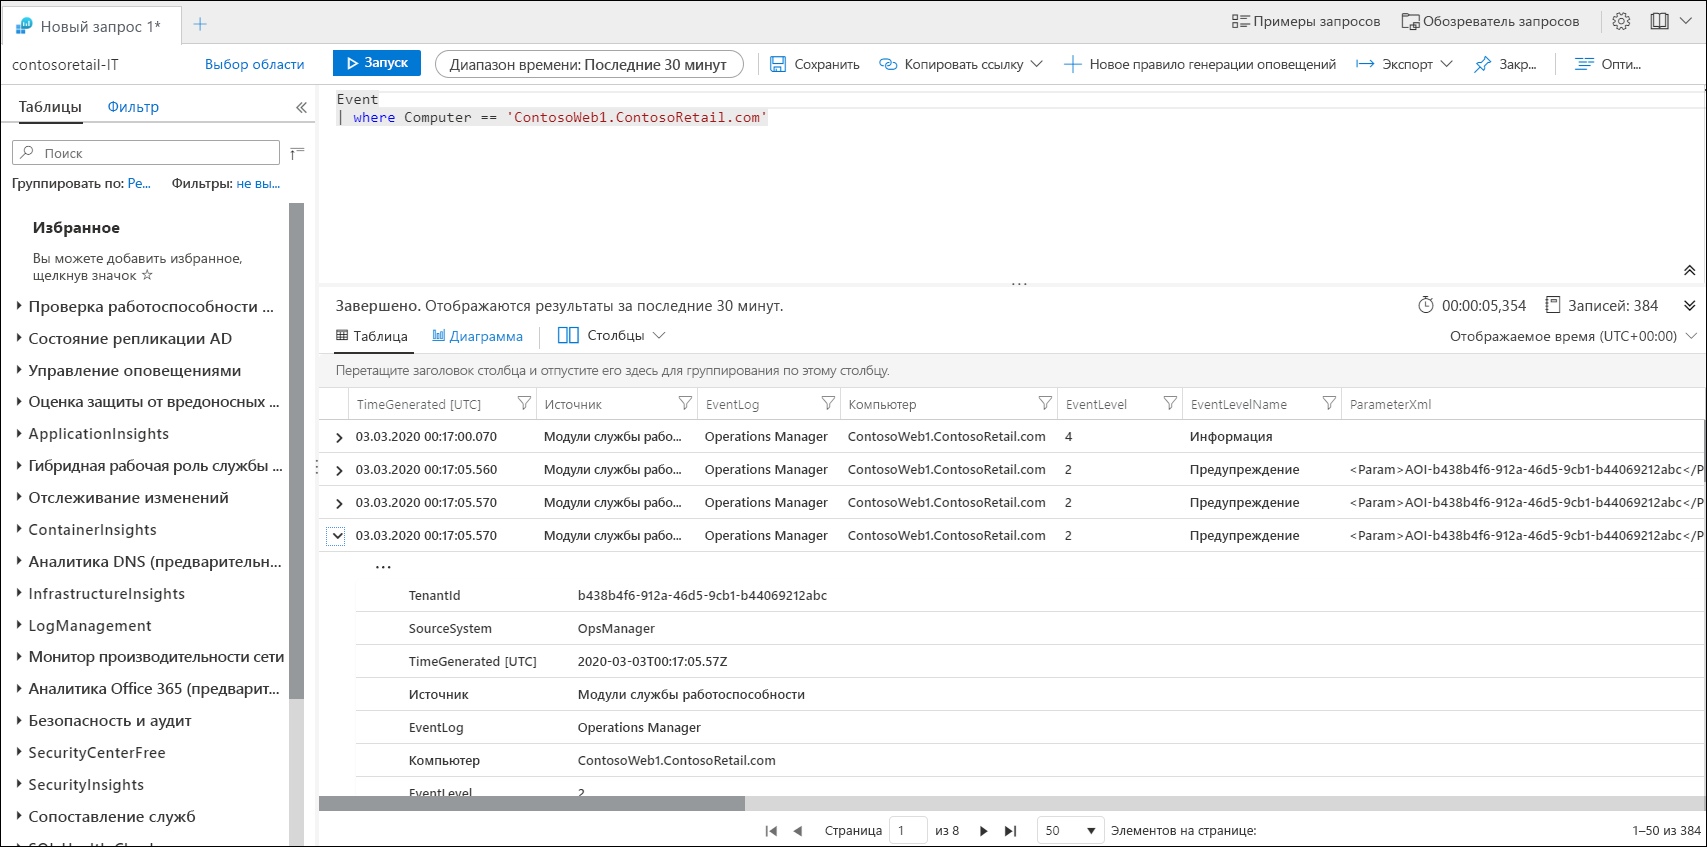 Новый запрос 1*
Примеры запросов
Обозреватель запросов
contosoretail-IT
Выбор области
Запуск
Диапазон времени: Последние 30 минут
Сохранить
Копировать ссылку
Новое правило генерации оповещений
Экспорт
Закр...
Опти...
Таблицы
Фильтр
Поиск
Группировать по: Ре...
Фильтры: не вы...
Избранное
Вы можете добавить избранное,
щелкнув значок ☆
Проверка работоспособности ...
Состояние репликации AD
Управление оповещениями
Оценка защиты от вредоносных ...
ApplicationInsights
Гибридная рабочая роль службы ...
Отслеживание изменений
ContainerInsights
Аналитика DNS (предварительн...
InfrastructureInsights
LogManagement
Монитор производительности сети
Аналитика Office 365 (предварит...
Безопасность и аудит
SecurityCenterFree
SecurityInsights
Сопоставление служб
Event
| where Computer == 'ContosoWeb1.ContosoRetail.com'
Завершено. Отображаются результаты за последние 30 минут.
00:00:05,354
Записей: 384
Таблица
Диаграмма
Столбцы
Отображаемое время (UTC+00:00)
Перетащите заголовок столбца и отпустите его здесь для группирования по этому столбцу.
TimeGenerated [UTC] Источник EventLog Компьютер EventLevel EventLevelName ParameterXml
03.03.2020 00:17:00.070 Модули службы рабо... Operations Manager ContosoWeb1.ContosoRetail.com 4 Информация
03.03.2020 00:17:05.560 Модули службы рабо... Operations Manager ContosoWeb1.ContosoRetail.com 2 Предупреждение <Param>AOI-b438b4f6-912a-46d5-9cb1-b44069212abc</P
03.03.2020 00:17:05.570 Модули службы рабо... Operations Manager ContosoWeb1.ContosoRetail.com 2 Предупреждение <Param>AOI-b438b4f6-912a-46d5-9cb1-b44069212abc</P
03.03.2020 00:17:05.570 Модули службы рабо... Operations Manager ContosoWeb1.ContosoRetail.com 2 Предупреждение <Param>AOI-b438b4f6-912a-46d5-9cb1-b44069212abc</P
...
TenantId b438b4f6-912a-46d5-9cb1-b44069212abc
SourceSystem OpsManager
TimeGenerated [UTC] 2020-03-03T00:17:05.57Z
Источник Модули службы работоспособности
EventLog Operations Manager
Компьютер ContosoWeb1.ContosoRetail.com
EventLevel 2
Страница 1 из 8
50 Элементов на странице:
1–50 из 384